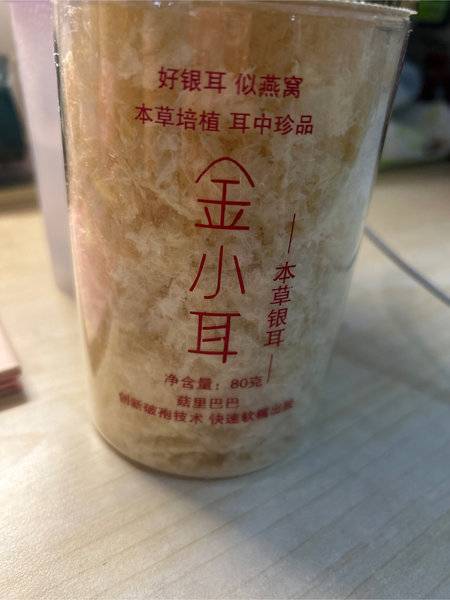 好银耳 似燕窝
本草培植 耳中珍品
金小耳
本草银耳
净含量：80克
菇里巴巴
创新破孢技术 快速软糯出胶